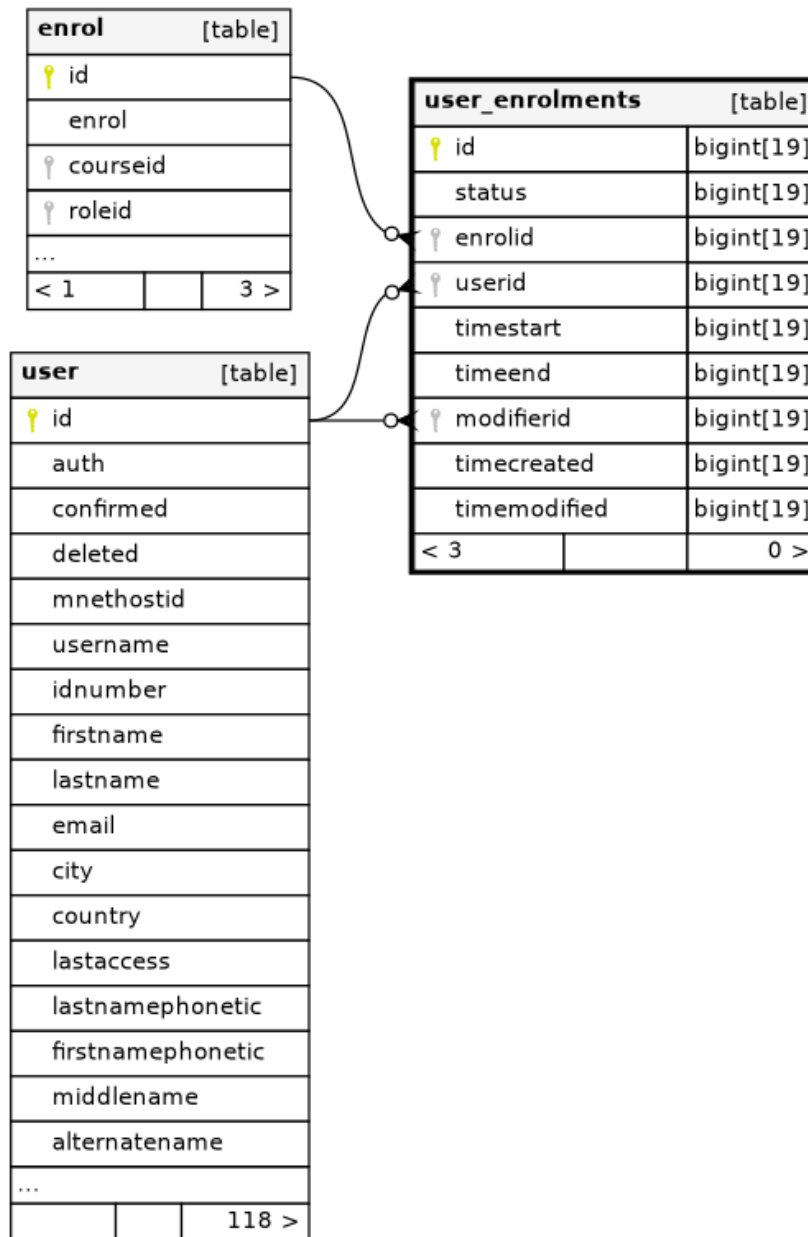 enrol [table]
id
enrol
courseid
roleid
...
< 1 3 >
user_enrolments [table]
id bigint[19]
status bigint[19]
enrolid bigint[19]
userid bigint[19]
timestart bigint[19]
timeend bigint[19]
modifierid bigint[19]
timecreated bigint[19]
timemodified bigint[19]
< 3 0 >
user [table]
id
auth
confirmed
deleted
mnethostid
username
idnumber
firstname
lastname
email
city
country
lastaccess
lastnamephonetic
firstnamephonetic
middlename
alternatename
...
118 >